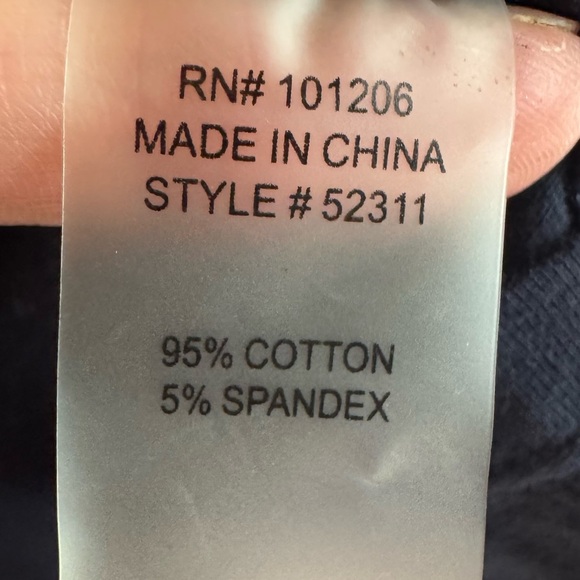 RN# 101206
MADE IN CHINA
STYLE # 52311
95% COTTON
5% SPANDEX